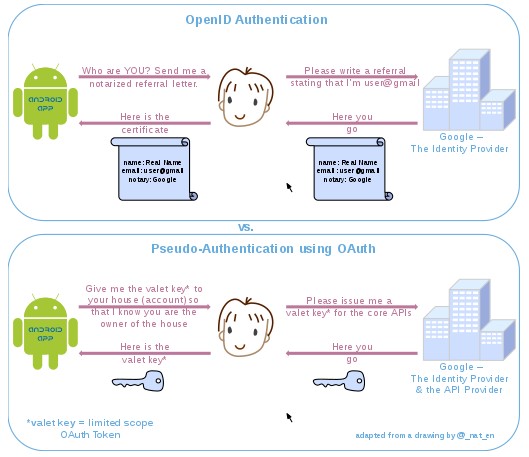 OpenID Authentication
Who are YOU? Send me a
notarized referral letter.
Please write a referral
stating that I'm user@gmail
ANDROID
APP
Here is the
certificate
Here you
go
name: Real Name
email: user@gmail
notary: Google
name: Real Name
email: user@gmail
notary: Google
Google –
The Identity Provider
vs.
Pseudo-Authentication using OAuth
Give me the valet key* to
your house (account) so
that I know you are the
owner of the house
Please issue me a
valet key* for the core APIs
ANDROID
APP
Here is the
valet key*
Here you
go
Google –
The Identity Provider
& the API Provider
*valet key = limited scope
OAuth Token
adapted from a drawing by @_nat_en